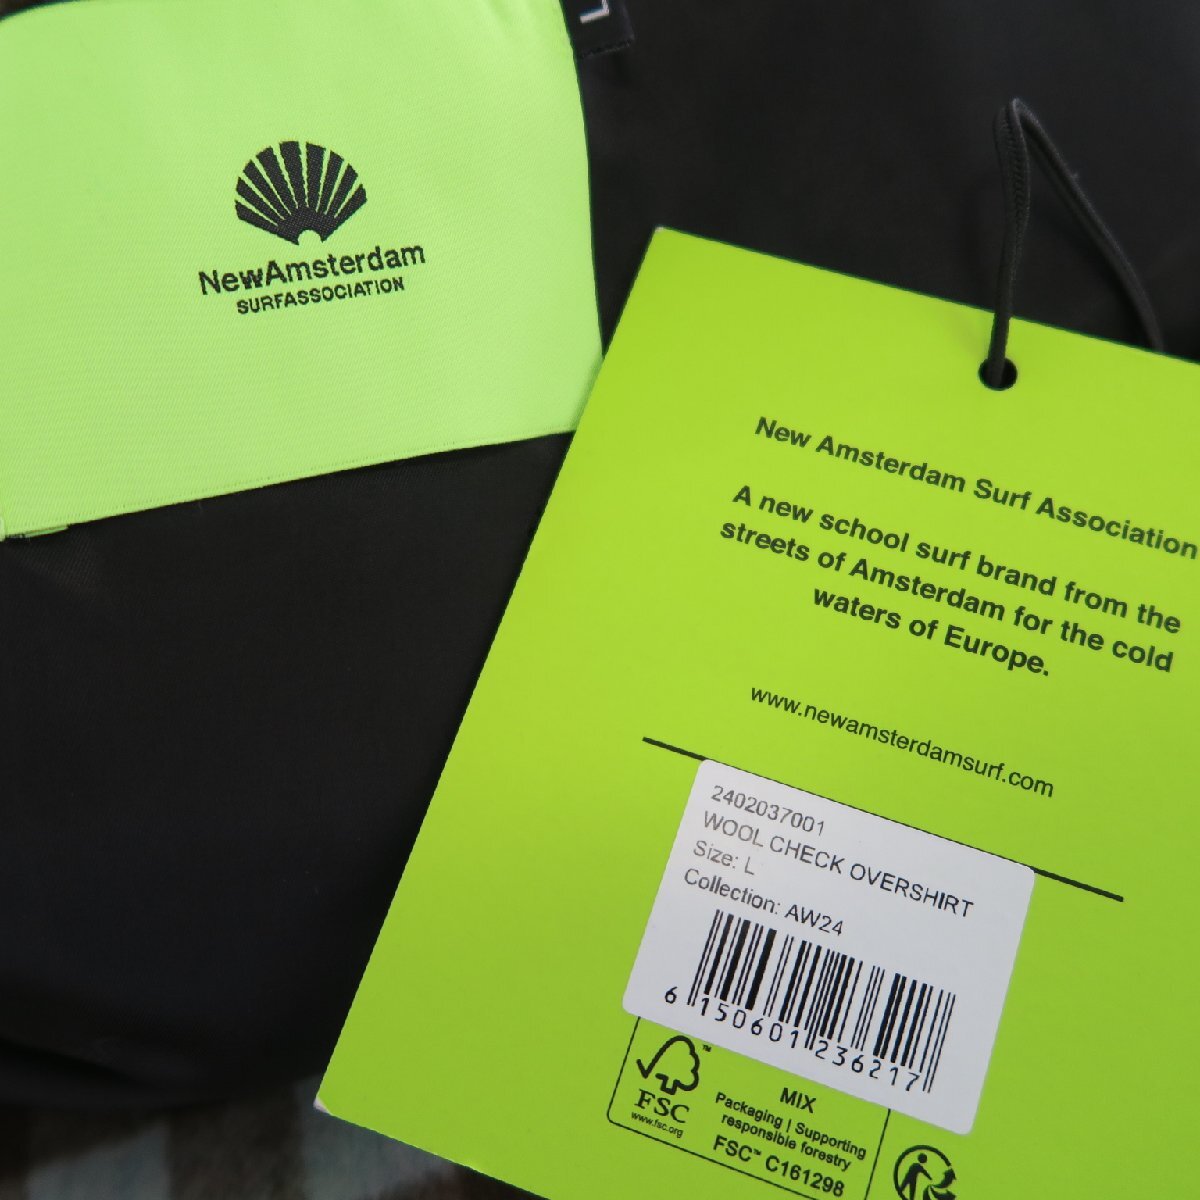 L
NewAmsterdam
SURFASSOCIATION
New Amsterdam Surf Association
A new school surf brand from the
streets of Amsterdam for the cold
waters of Europe.
www.newamsterdamsurf.com
2402037001
WOOL CHECK OVERSHIRT
Size: L
Collection: AW24
6 150601 236217
FSC
www.fsc.org
MIX
Packaging | Supporting
responsible forestry
FSC™ C161298